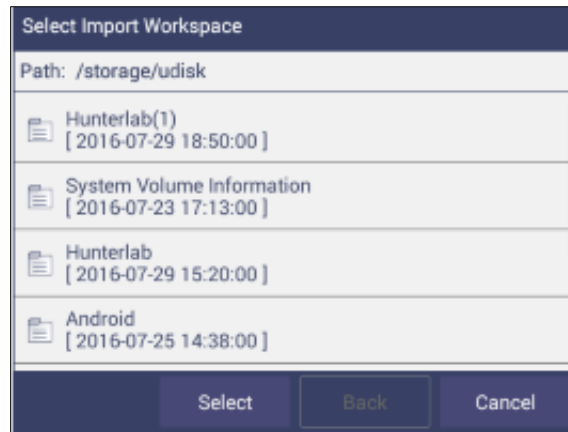 Select Import Workspace
Path: /storage/udisk
Hunterlab(1)
[ 2016-07-29 18:50:00 ]
System Volume Information
[ 2016-07-23 17:13:00 ]
Hunterlab
[ 2016-07-29 15:20:00 ]
Android
[ 2016-07-25 14:38:00 ]
Select Back Cancel